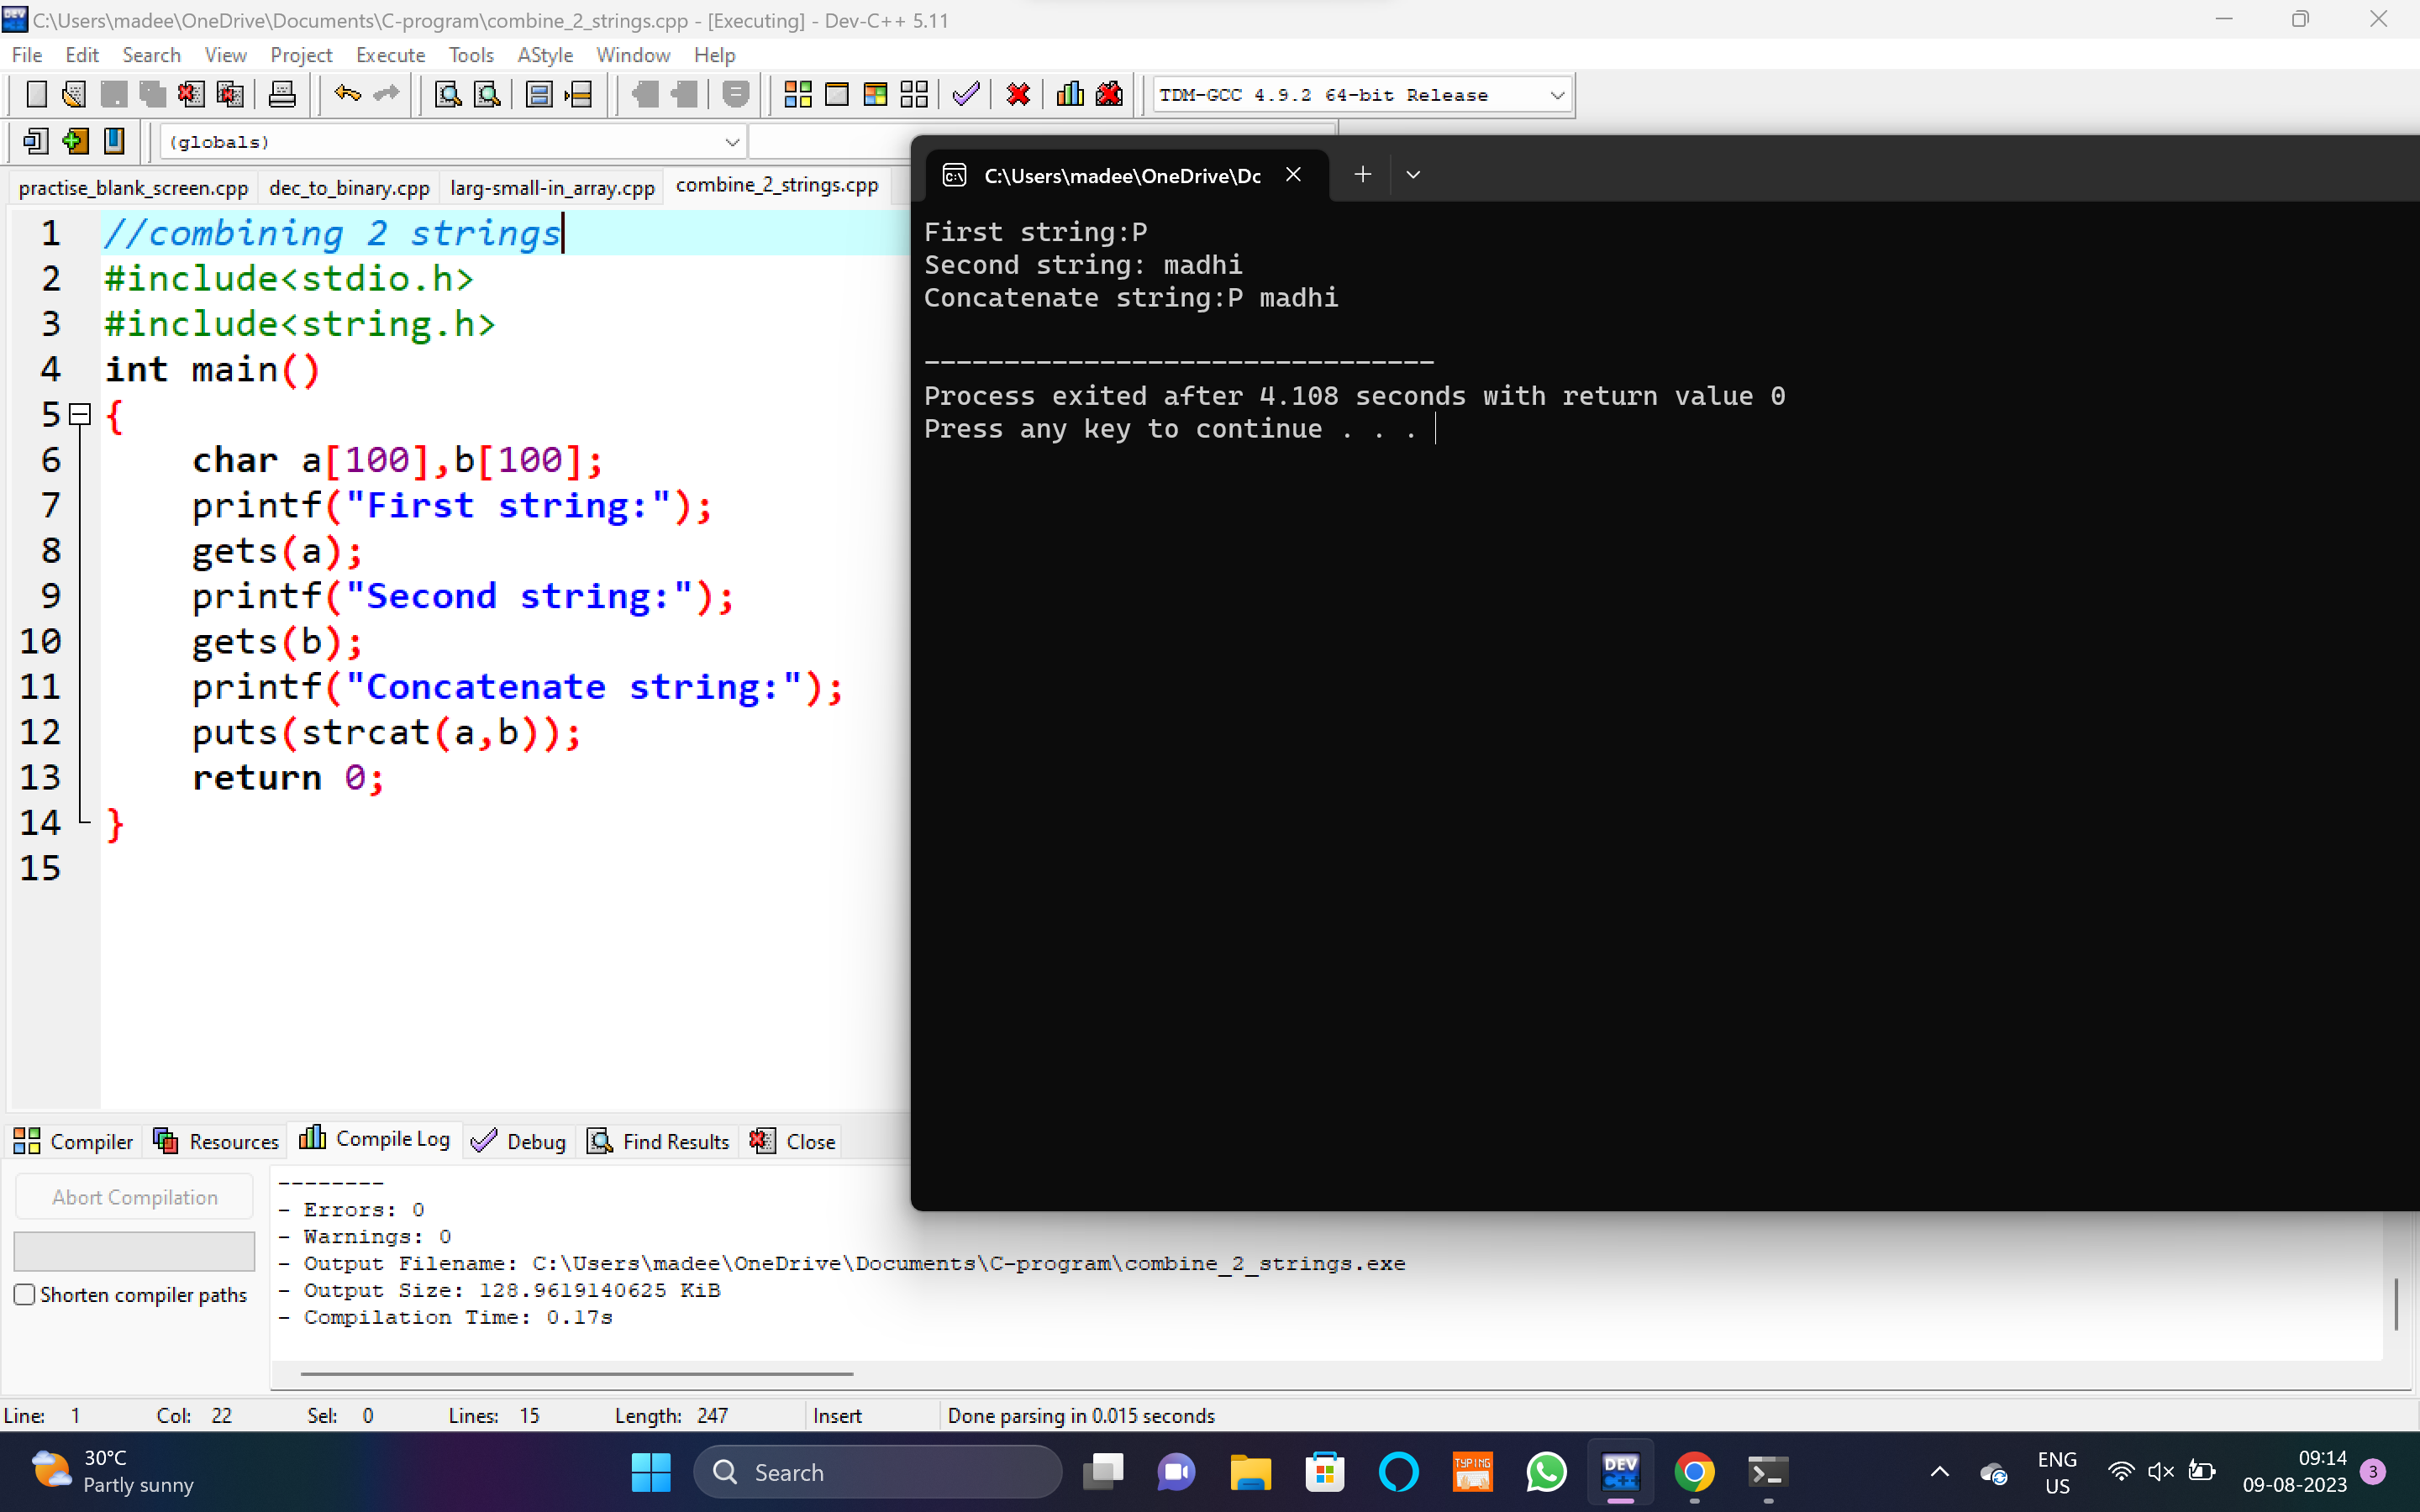 C:\Users\madee\OneDrive\Documents\C-program\combine_2_strings.cpp - [Executing] - Dev-C++ 5.11
File Edit Search View Project Execute Tools AStyle Window Help
TDM-GCC 4.9.2 64-bit Release
(globals)
practise_blank_screen.cpp dec_to_binary.cpp larg-small-in_array.cpp combine_2_strings.cpp
1 //combining 2 strings
2 #include<stdio.h>
3 #include<string.h>
4 int main()
5 {
6 char a[100],b[100];
7 printf("First string:");
8 gets(a);
9 printf("Second string:");
10 gets(b);
11 printf("Concatenate string:");
12 puts(strcat(a,b));
13 return 0;
14 }
15
C:\Users\madee\OneDrive\Dc
First string:P
Second string: madhi
Concatenate string:P madhi
--------------------------------
Process exited after 4.108 seconds with return value 0
Press any key to continue . . .
Compiler Resources Compile Log Debug Find Results Close
Abort Compilation
Shorten compiler paths
--------
- Errors: 0
- Warnings: 0
- Output Filename: C:\Users\madee\OneDrive\Documents\C-program\combine_2_strings.exe
- Output Size: 128.9619140625 KiB
- Compilation Time: 0.17s
Line: 1 Col: 22 Sel: 0 Lines: 15 Length: 247 Insert Done parsing in 0.015 seconds
30°C
Partly sunny
Search
TYPING
DEV
C++
ENG
US
09:14
09-08-2023
3